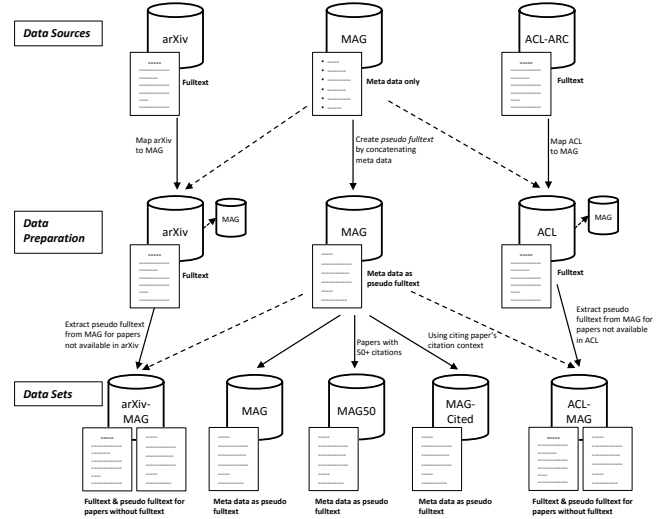 Data Sources
arXiv
MAG
ACL-ARC
Fulltext
Meta data only
Fulltext
Map arXiv
to MAG
Create pseudo fulltext
by concatenating
meta data
Map ACL
to MAG
Data
Preparation
arXiv
MAG
MAG
ACL
MAG
Fulltext
Meta data as
pseudo fulltext
Fulltext
Extract pseudo fulltext
from MAG for papers
not available in arXiv
Papers with
50+ citations
Using citing paper's
citation context
Extract pseudo
fulltext from MAG for
papers not available
in ACL
Data Sets
arXiv-
MAG
MAG
MAG50
MAG-
Cited
ACL-
MAG
Fulltext & pseudo fulltext for
papers without fulltext
Meta data as pseudo
fulltext
Meta data as pseudo
fulltext
Meta data as pseudo
fulltext
Fulltext & pseudo fulltext for
papers without fulltext